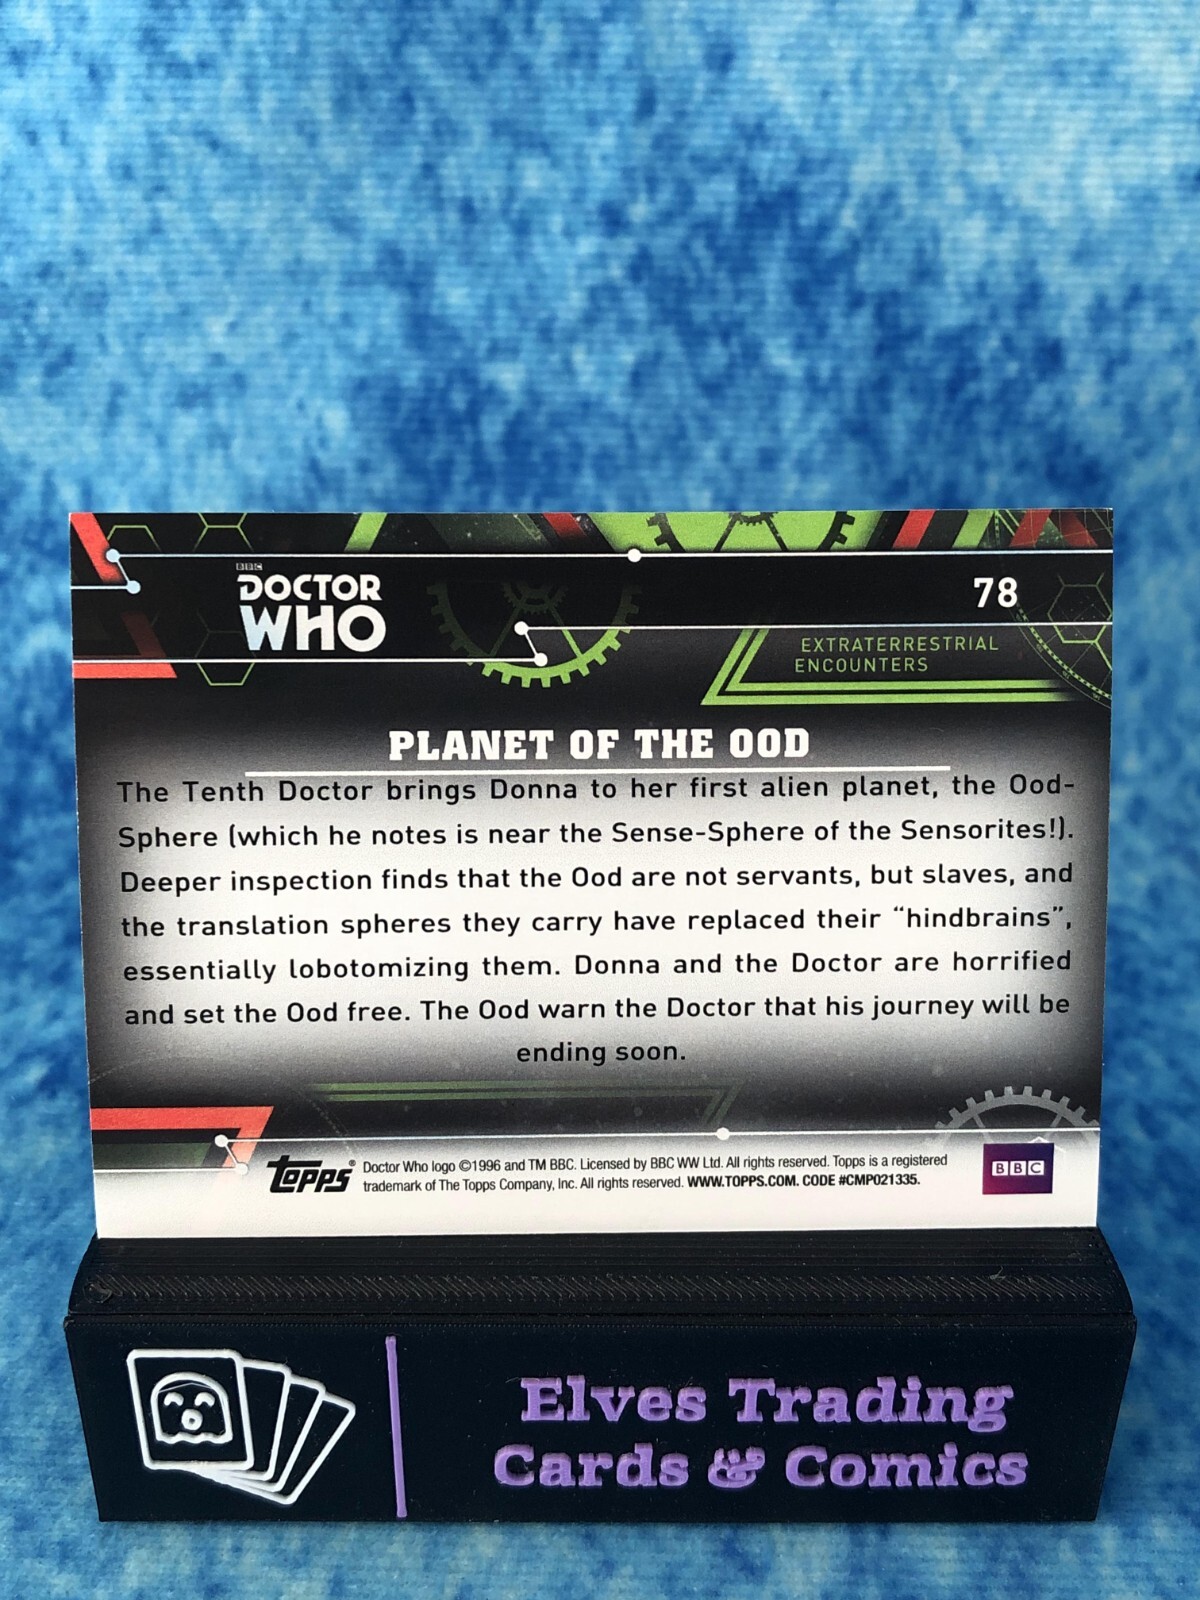 BBC
DOCTOR
WHO
78
EXTRATERRESTRIAL
ENCOUNTERS
PLANET OF THE OOD
The Tenth Doctor brings Donna to her first alien planet, the Ood-
Sphere (which he notes is near the Sense-Sphere of the Sensorites!).
Deeper inspection finds that the Ood are not servants, but slaves, and
the translation spheres they carry have replaced their “hindbrains”,
essentially lobotomizing them. Donna and the Doctor are horrified
and set the Ood free. The Ood warn the Doctor that his journey will be
ending soon.
Topps®
Doctor Who logo ©1996 and TM BBC. Licensed by BBC WW Ltd. All rights reserved. Topps is a registered
trademark of The Topps Company, Inc. All rights reserved. WWW.TOPPS.COM. CODE #CMP021335.
BBC
Elves Trading
Cards & Comics